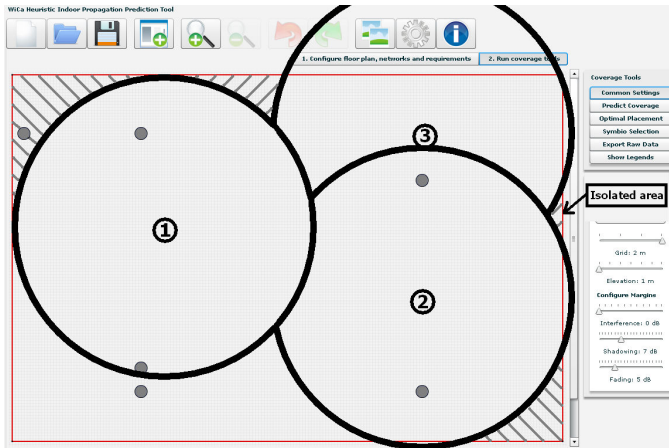 WiCa Heuristic Indoor Propagation Prediction Tool
1. Configure floor plan, networks and requirements
2. Run coverage tools
Coverage Tools
Common Settings
Predict Coverage
Optimal Placement
Symbio Selection
Export Raw Data
Show Legends
3
Isolated area
1
Grid: 2 m
Elevation: 1 m
Configure Margins
2
Interference: 0 dB
Shadowing: 7 dB
Fading: 5 dB